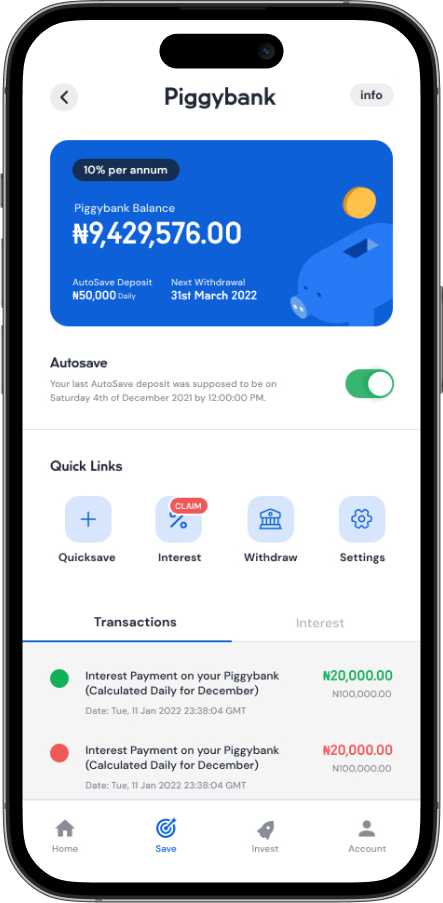 Piggybank
info
10% per annum
Piggybank Balance
₦9,429,576.00
AutoSave Deposit
₦50,000 Daily
Next Withdrawal
31st March 2022
Autosave
Your last AutoSave deposit was supposed to be on
Saturday 4th of December 2021 by 12:00:00 PM.
Quick Links
CLAIM
Quicksave
Interest
Withdraw
Settings
Transactions
Interest
Interest Payment on your Piggybank
(Calculated Daily for December)
Date: Tue, 11 Jan 2022 23:38:04 GMT
₦20,000.00
N100,000.00
Interest Payment on your Piggybank
(Calculated Daily for December)
Date: Tue, 11 Jan 2022 23:38:04 GMT
₦20,000.00
N100,000.00
Home
Save
Invest
Account